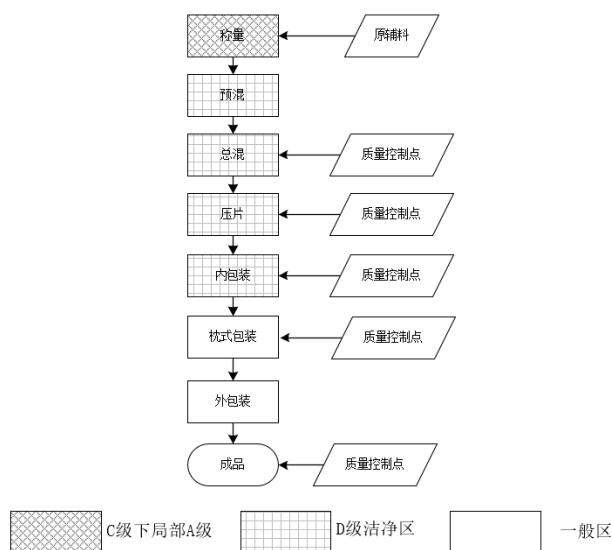 称量
原辅料
预混
总混
质量控制点
压片
质量控制点
内包装
质量控制点
枕式包装
质量控制点
外包装
成品
质量控制点
C级下局部A级
D级洁净区
一般区